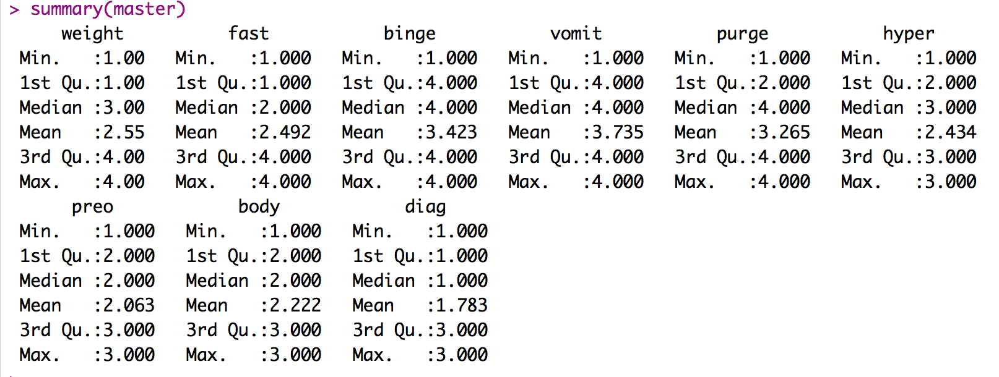 > summary(master)
     weight          fast           binge           vomit           purge           hyper
 Min.   :1.00   Min.   :1.000   Min.   :1.000   Min.   :1.000   Min.   :1.000   Min.   :1.000
 1st Qu.:1.00   1st Qu.:1.000   1st Qu.:4.000   1st Qu.:4.000   1st Qu.:2.000   1st Qu.:2.000
 Median :3.00   Median :2.000   Median :4.000   Median :4.000   Median :4.000   Median :3.000
 Mean   :2.55   Mean   :2.492   Mean   :3.423   Mean   :3.735   Mean   :3.265   Mean   :2.434
 3rd Qu.:4.00   3rd Qu.:4.000   3rd Qu.:4.000   3rd Qu.:4.000   3rd Qu.:4.000   3rd Qu.:3.000
 Max.   :4.00   Max.   :4.000   Max.   :4.000   Max.   :4.000   Max.   :4.000   Max.   :3.000
      preo            body            diag
 Min.   :1.000   Min.   :1.000   Min.   :1.000
 1st Qu.:2.000   1st Qu.:2.000   1st Qu.:1.000
 Median :2.000   Median :2.000   Median :1.000
 Mean   :2.063   Mean   :2.222   Mean   :1.783
 3rd Qu.:3.000   3rd Qu.:3.000   3rd Qu.:3.000
 Max.   :3.000   Max.   :3.000   Max.   :3.000